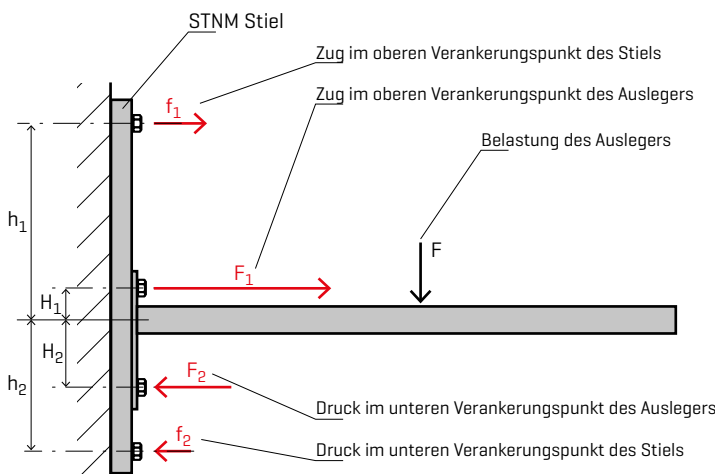 STNM Stiel
Zug im oberen Verankerungspunkt des Stiels
f₁
Zug im oberen Verankerungspunkt des Auslegers
Belastung des Auslegers
h₁
F
F₁
H₁
H₂
F₂
h₂
Druck im unteren Verankerungspunkt des Auslegers
f₂
Druck im unteren Verankerungspunkt des Stiels